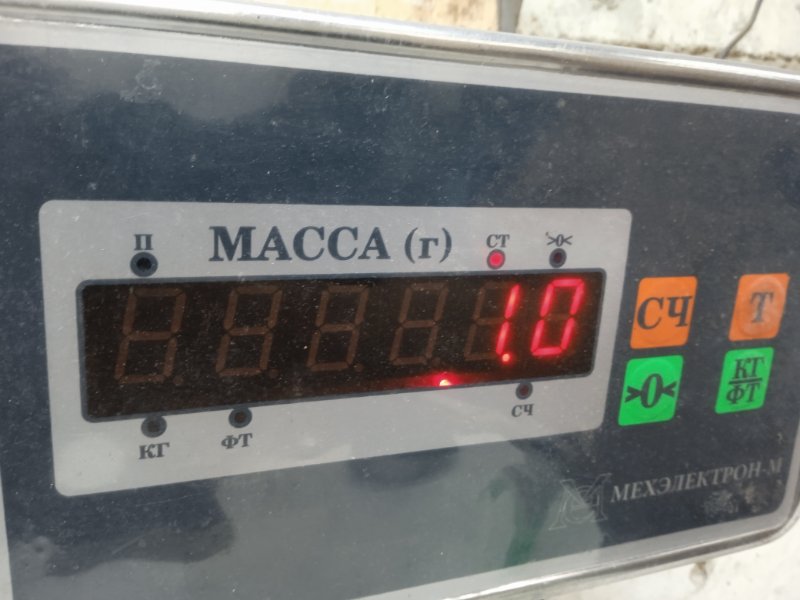 П МАССА (г) СТ >0<
1.0
КГ ФТ СЧ
СЧ Т
>0< КГ/ФТ
МЕХЭЛЕКТРОН-М